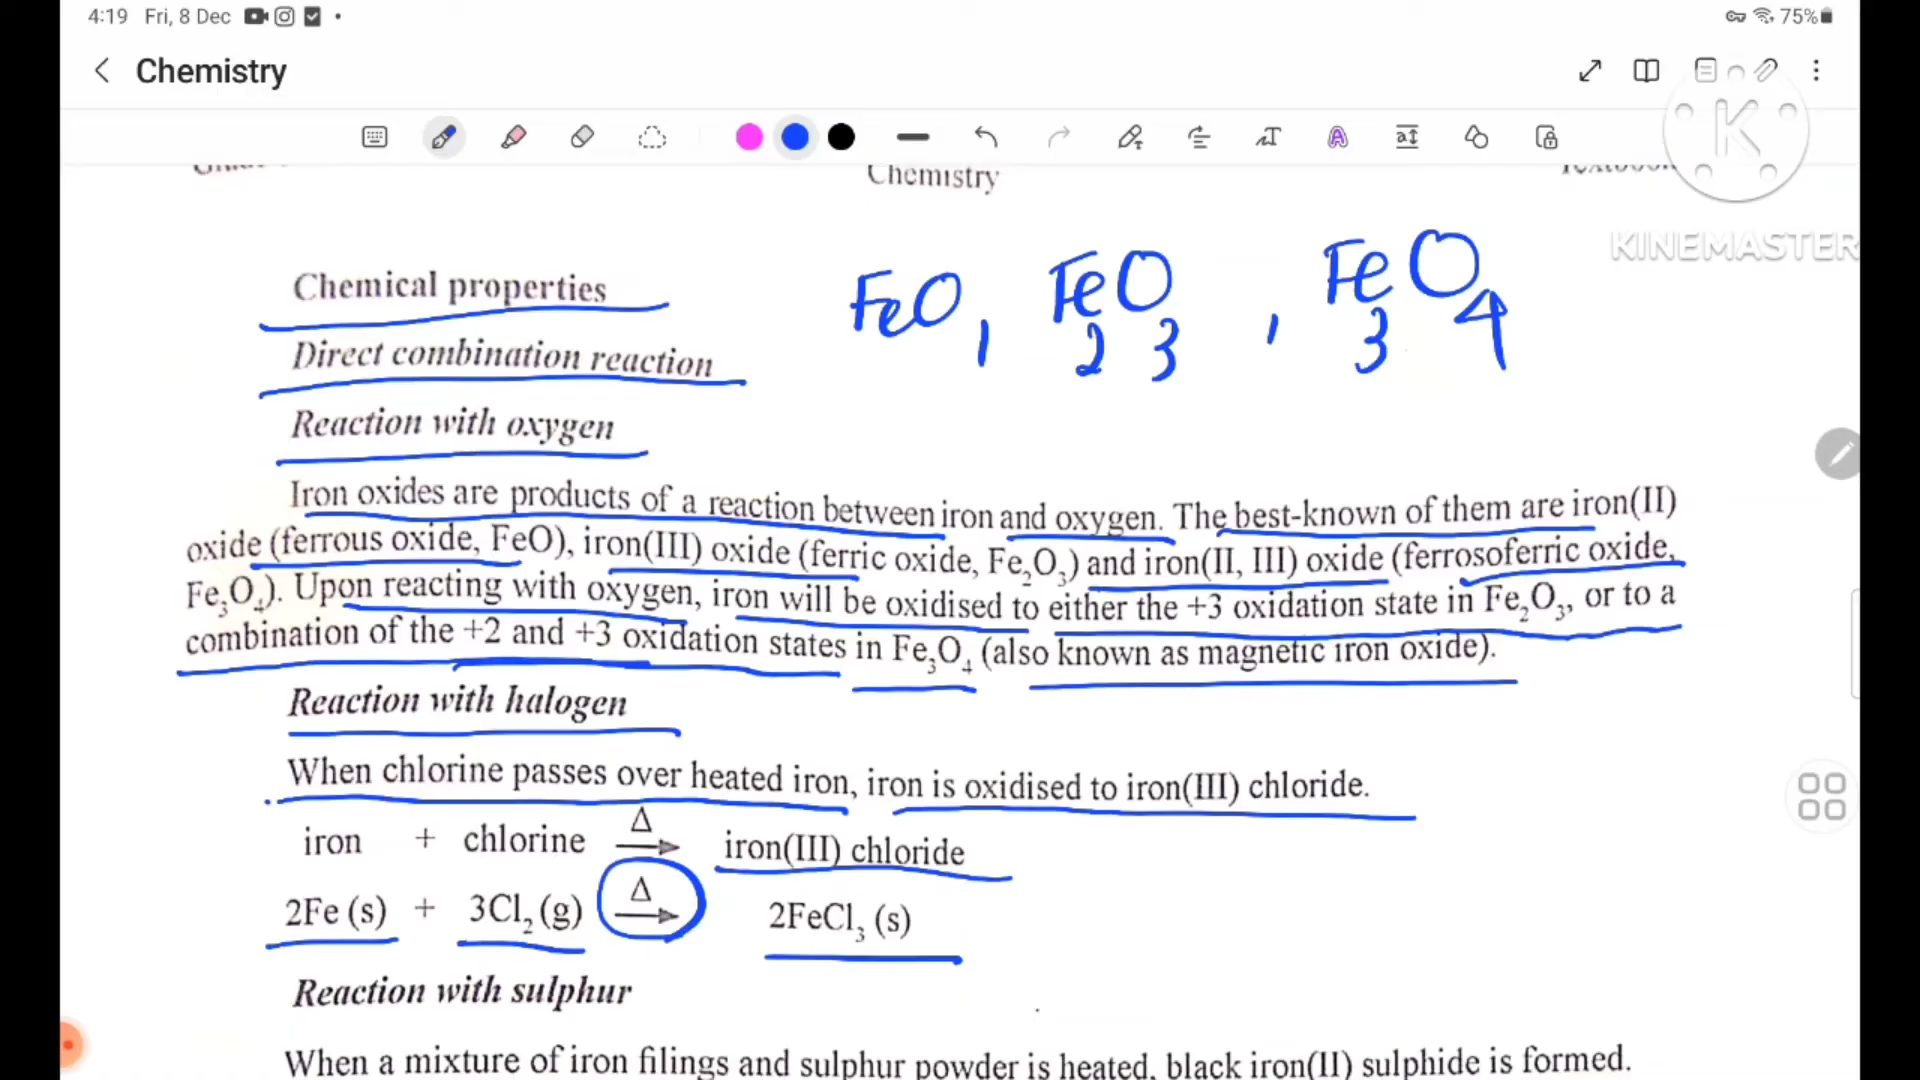 4:19 Fri, 8 Dec 75%
Chemistry
Chemistry
KINEMASTER
FeO, Fe2O3, Fe3O4
Chemical properties
Direct combination reaction
Reaction with oxygen
Iron oxides are products of a reaction between iron and oxygen. The best-known of them are iron(II)
oxide (ferrous oxide, FeO), iron(III) oxide (ferric oxide, Fe₂O₃) and iron(II, III) oxide (ferrosoferric oxide,
Fe₃O₄). Upon reacting with oxygen, iron will be oxidised to either the +3 oxidation state in Fe₂O₃, or to a
combination of the +2 and +3 oxidation states in Fe₃O₄ (also known as magnetic iron oxide).
Reaction with halogen
When chlorine passes over heated iron, iron is oxidised to iron(III) chloride.
iron + chlorine Δ→ iron(III) chloride
2Fe (s) + 3Cl₂ (g) Δ→ 2FeCl₃ (s)
Reaction with sulphur
When a mixture of iron filings and sulphur powder is heated, black iron(II) sulphide is formed.